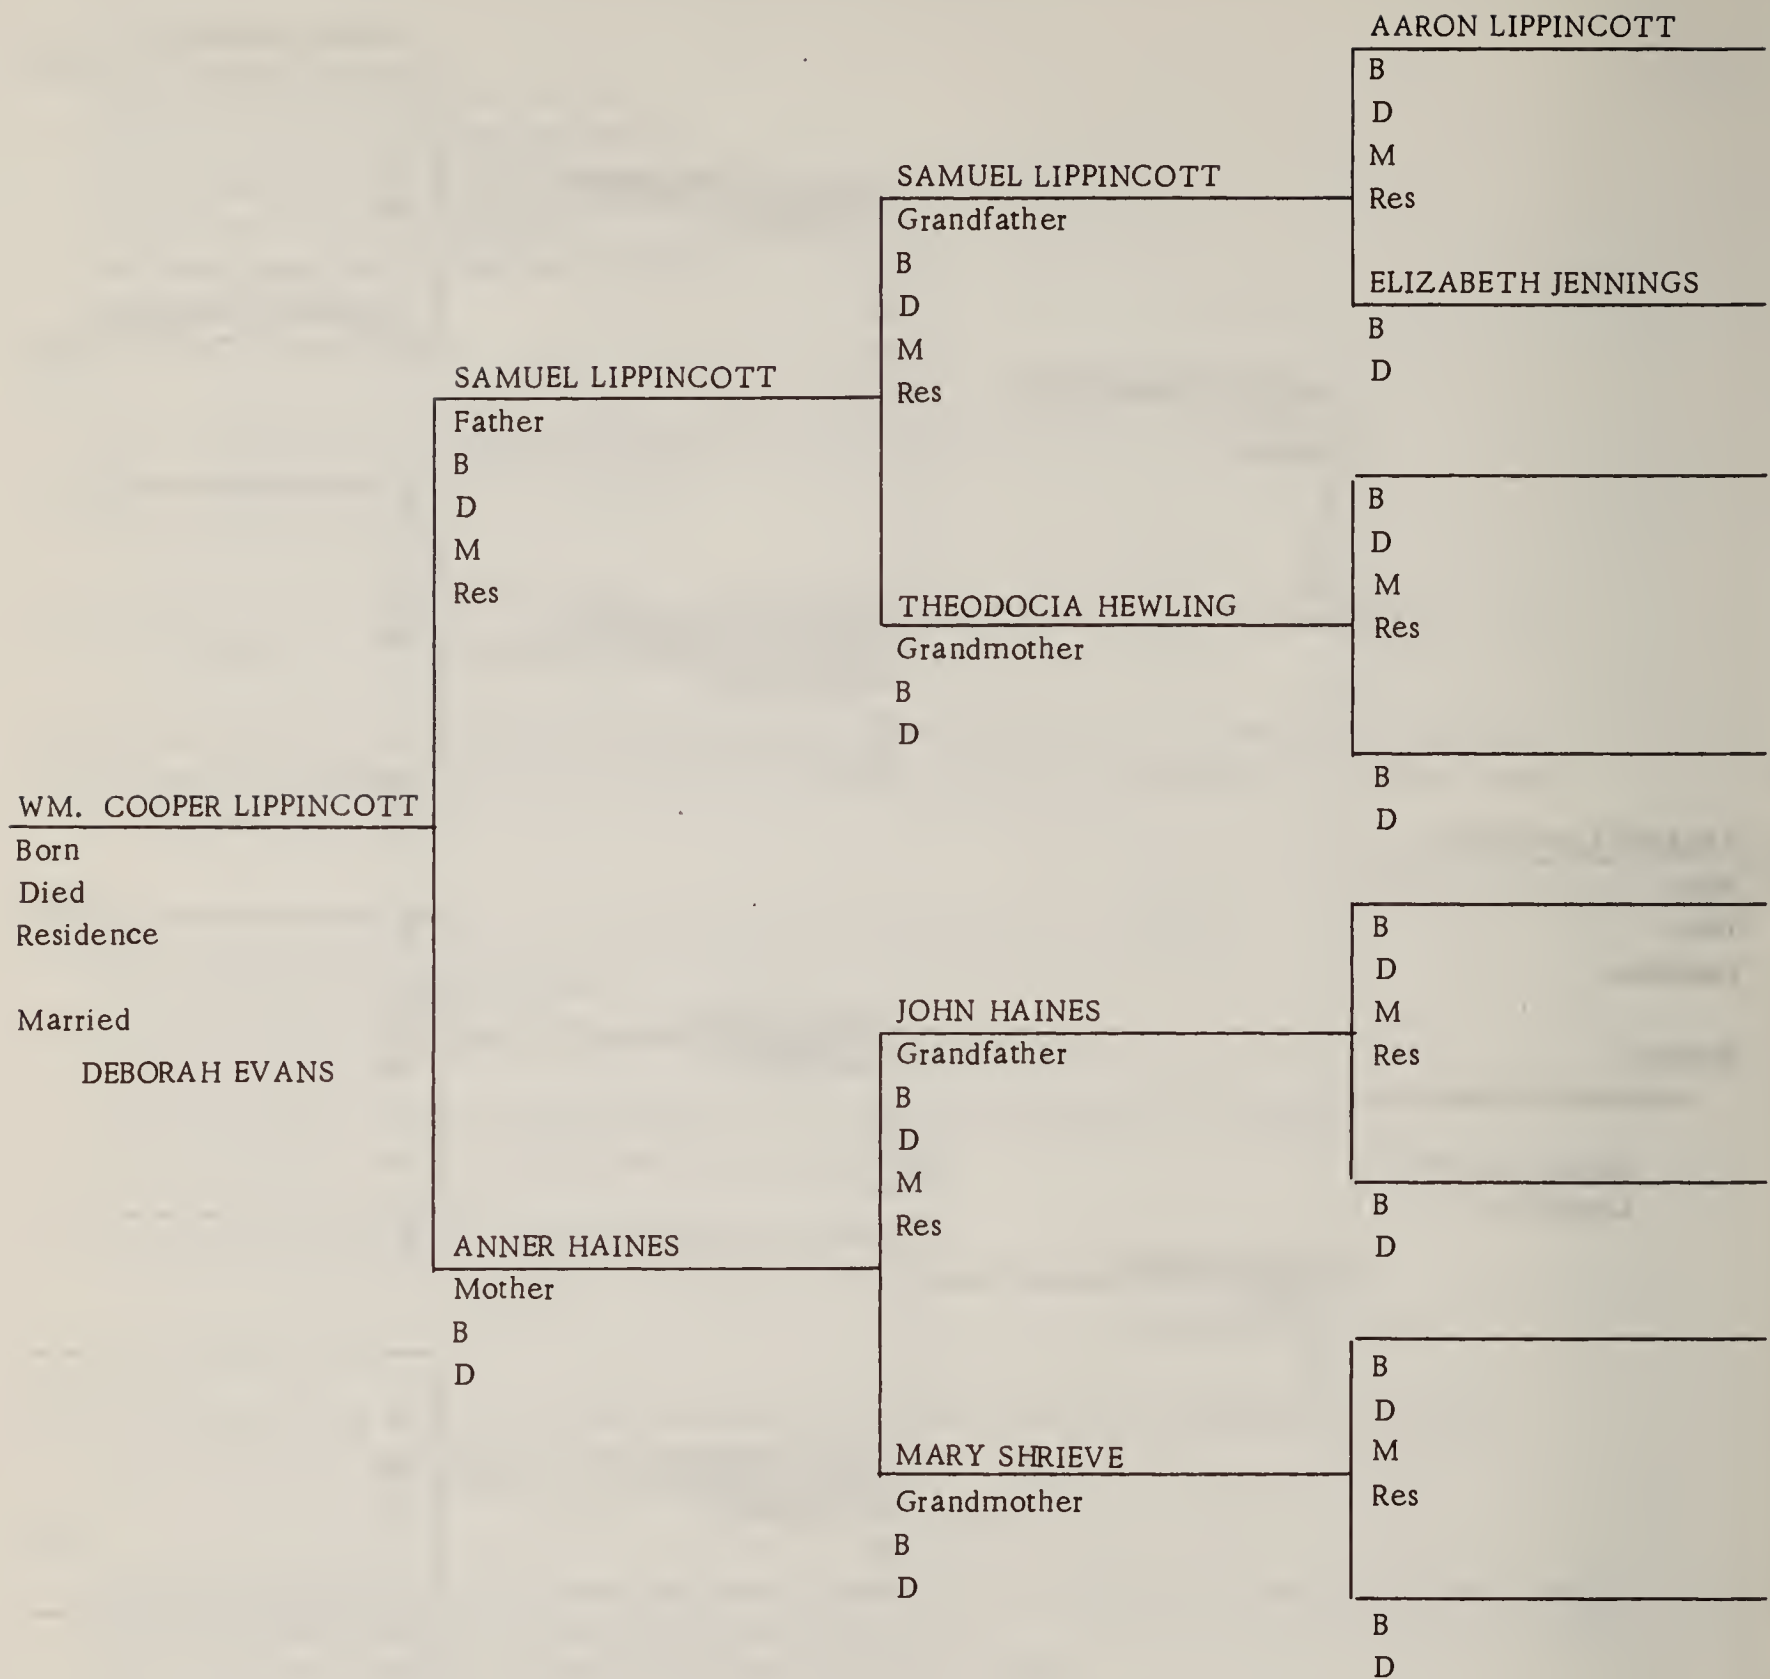 WM. COOPER LIPPINCOTT
Born
Died
Residence
Married
DEBORAH EVANS
SAMUEL LIPPINCOTT
Father
B
D
M
Res
ANNER HAINES
Mother
B
D
SAMUEL LIPPINCOTT
Grandfather
B
D
M
Res
THEODOCIA HEWLING
Grandmother
B
D
JOHN HAINES
Grandfather
B
D
M
Res
MARY SHRIEVE
Grandmother
B
D
AARON LIPPINCOTT
B
D
M
Res
ELIZABETH JENNINGS
B
D
B
D
M
Res
B
D
B
D
M
Res
B
D
B
D
M
Res
B
D